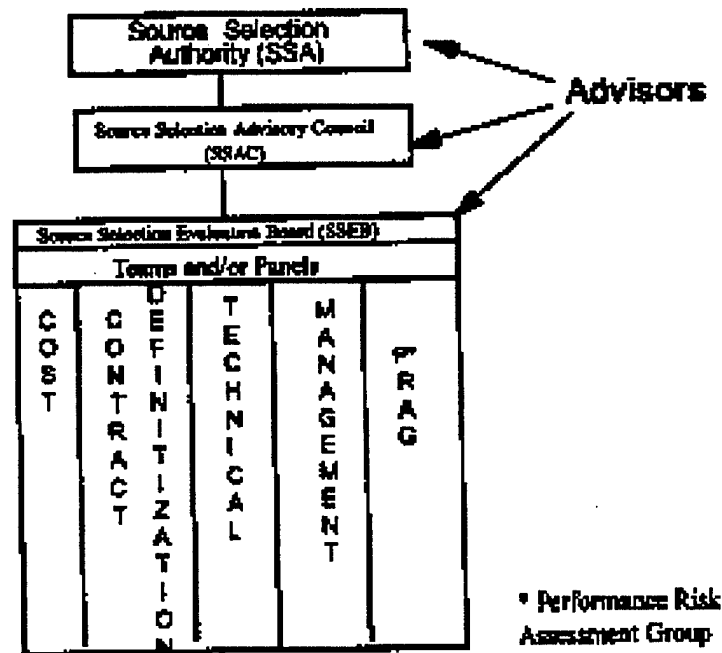 Source Selection
Authority (SSA)
Advisors
Source Selection Advisory Council
(SSAC)
Source Selection Evaluation Board (SSEB)
Teams and/or Panels
COST
CONTRACT
DEFINITIZATION
TECHNICAL
MANAGEMENT
*PRAG
* Performance Risk
Assessment Group